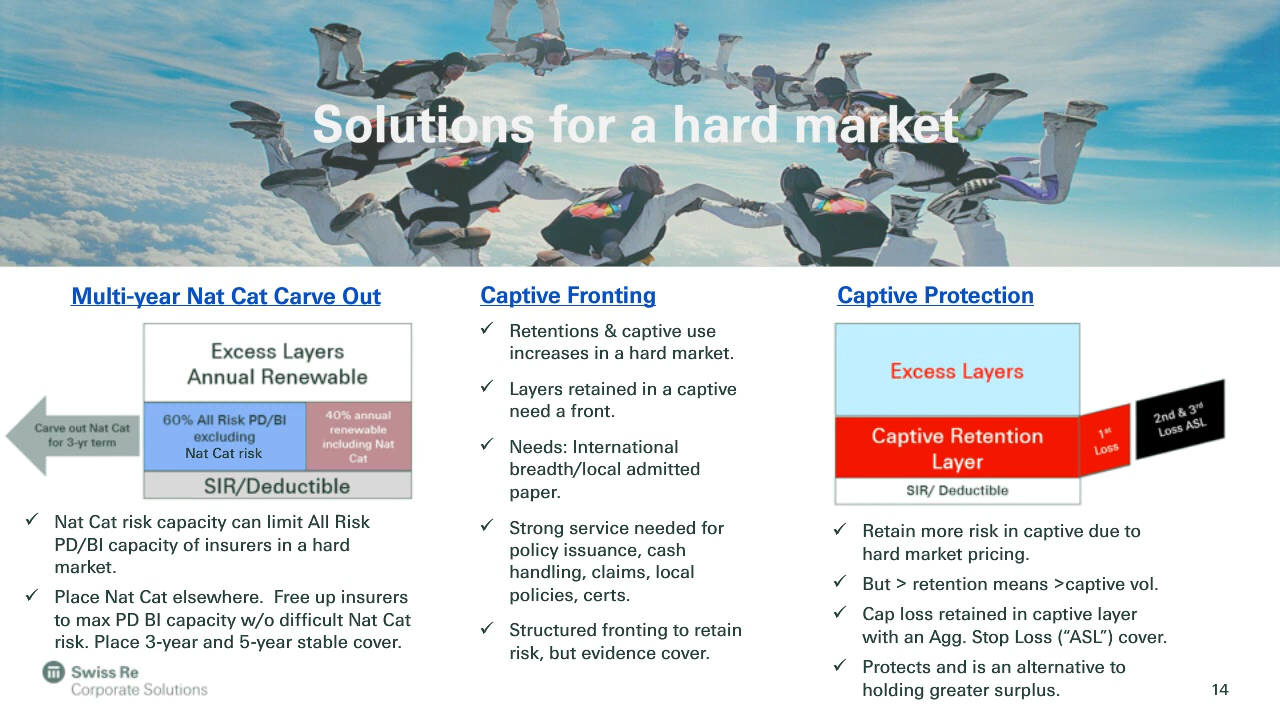 Solutions for a hard market
Multi-year Nat Cat Carve Out
Excess Layers
Annual Renewable
Carve out Nat Cat
for 3-yr term
60% All Risk PD/BI
excluding
Nat Cat risk
40% annual
renewable
including Nat
Cat
SIR/Deductible
✓ Nat Cat risk capacity can limit All Risk
PD/BI capacity of insurers in a hard
market.
✓ Place Nat Cat elsewhere. Free up insurers
to max PD BI capacity w/o difficult Nat Cat
risk. Place 3-year and 5-year stable cover.
Captive Fronting
✓ Retentions & captive use
increases in a hard market.
✓ Layers retained in a captive
need a front.
✓ Needs: International
breadth/local admitted
paper.
✓ Strong service needed for
policy issuance, cash
handling, claims, local
policies, certs.
✓ Structured fronting to retain
risk, but evidence cover.
Captive Protection
Excess Layers
Captive Retention
Layer
1st
Loss
2nd & 3rd
Loss ASL
SIR/ Deductible
✓ Retain more risk in captive due to
hard market pricing.
✓ But > retention means >captive vol.
✓ Cap loss retained in captive layer
with an Agg. Stop Loss (“ASL”) cover.
✓ Protects and is an alternative to
holding greater surplus.
Swiss Re
Corporate Solutions
14